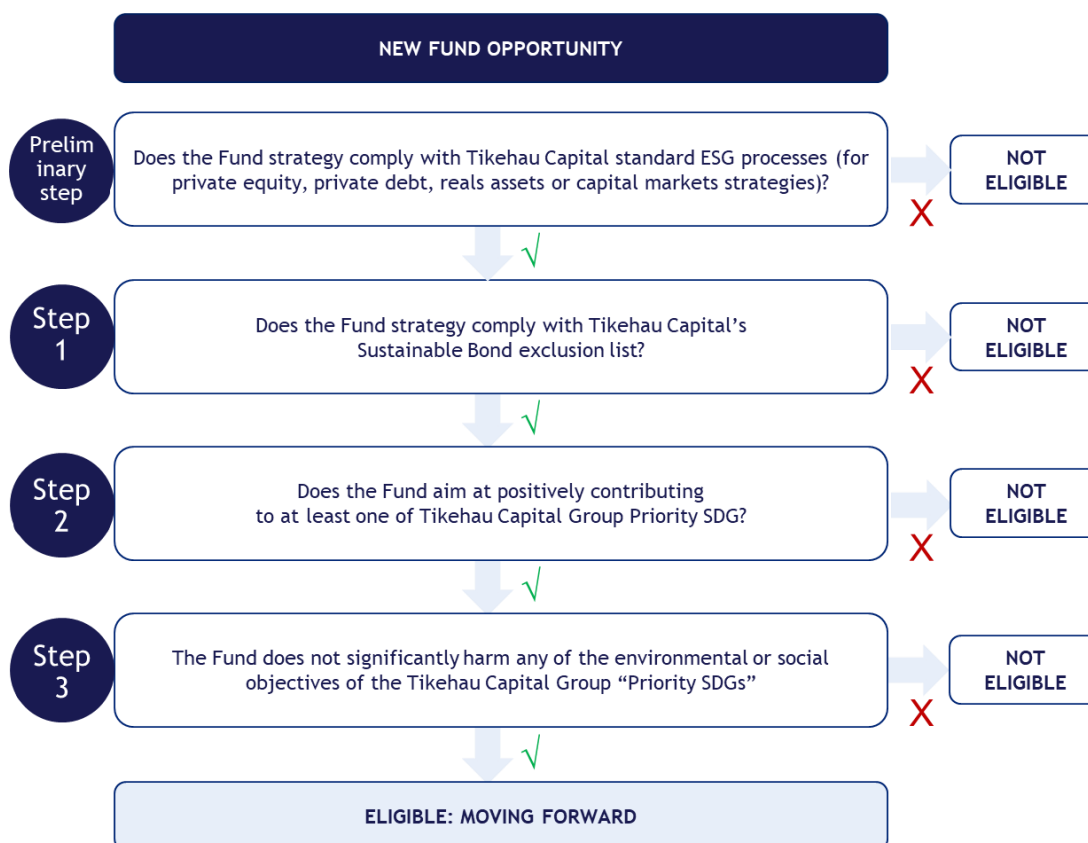 NEW FUND OPPORTUNITY
Prelim
inary
step
Does the Fund strategy comply with Tikehau Capital standard ESG processes (for
private equity, private debt, reals assets or capital markets strategies)?
NOT
ELIGIBLE
X
√
Step
1
Does the Fund strategy comply with Tikehau Capital’s
Sustainable Bond exclusion list?
NOT
ELIGIBLE
X
√
Step
2
Does the Fund aim at positively contributing
to at least one of Tikehau Capital Group Priority SDG?
NOT
ELIGIBLE
X
√
Step
3
The Fund does not significantly harm any of the environmental or social
objectives of the Tikehau Capital Group “Priority SDGs”
NOT
ELIGIBLE
X
√
ELIGIBLE: MOVING FORWARD